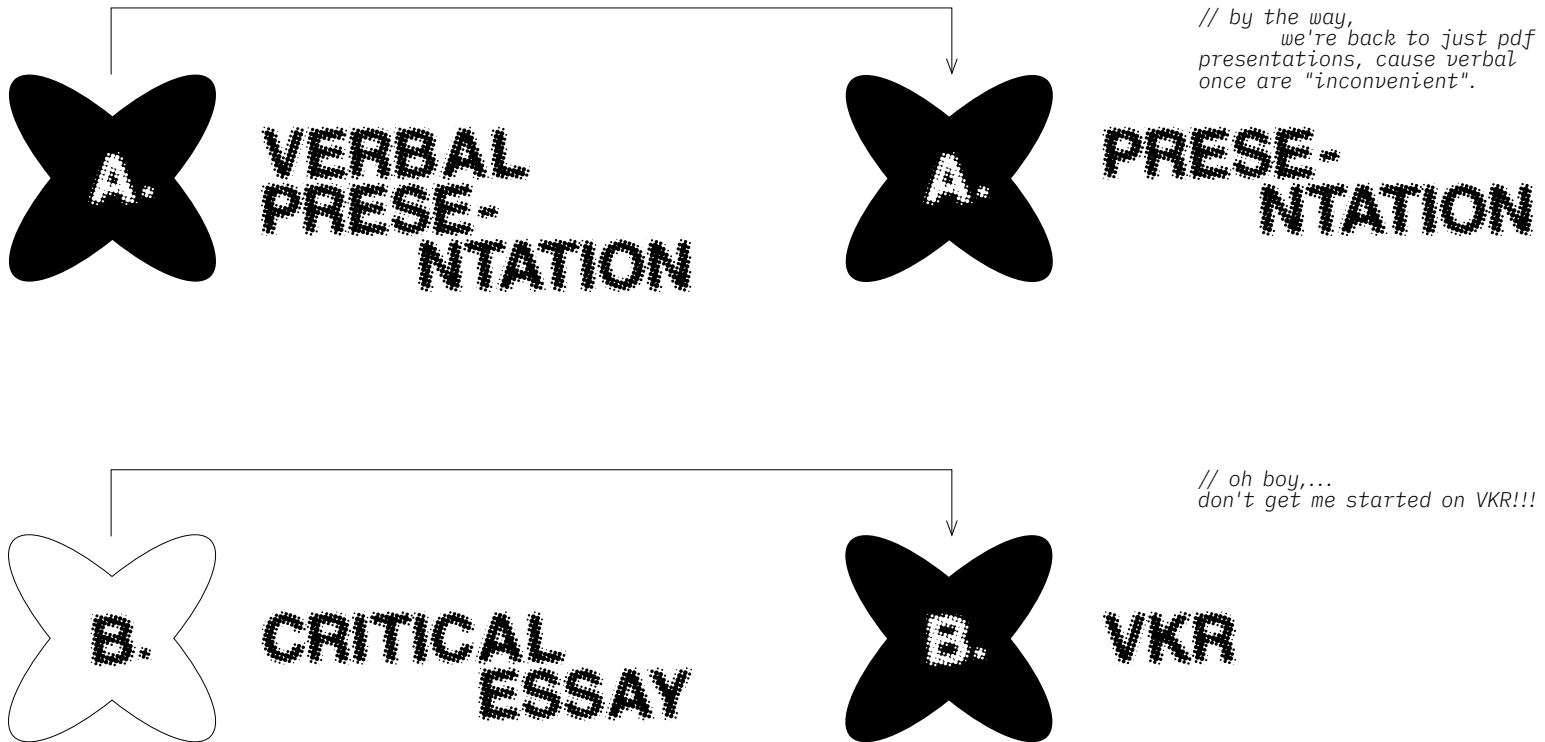 // by the way,
we're back to just pdf
presentations, cause verbal
once are "inconvenient".
A.
VERBAL
PRESE-
NTATION
A.
PRESE-
NTATION
// oh boy,...
don't get me started on VKR!!!
B.
CRITICAL
ESSAY
B.
VKR